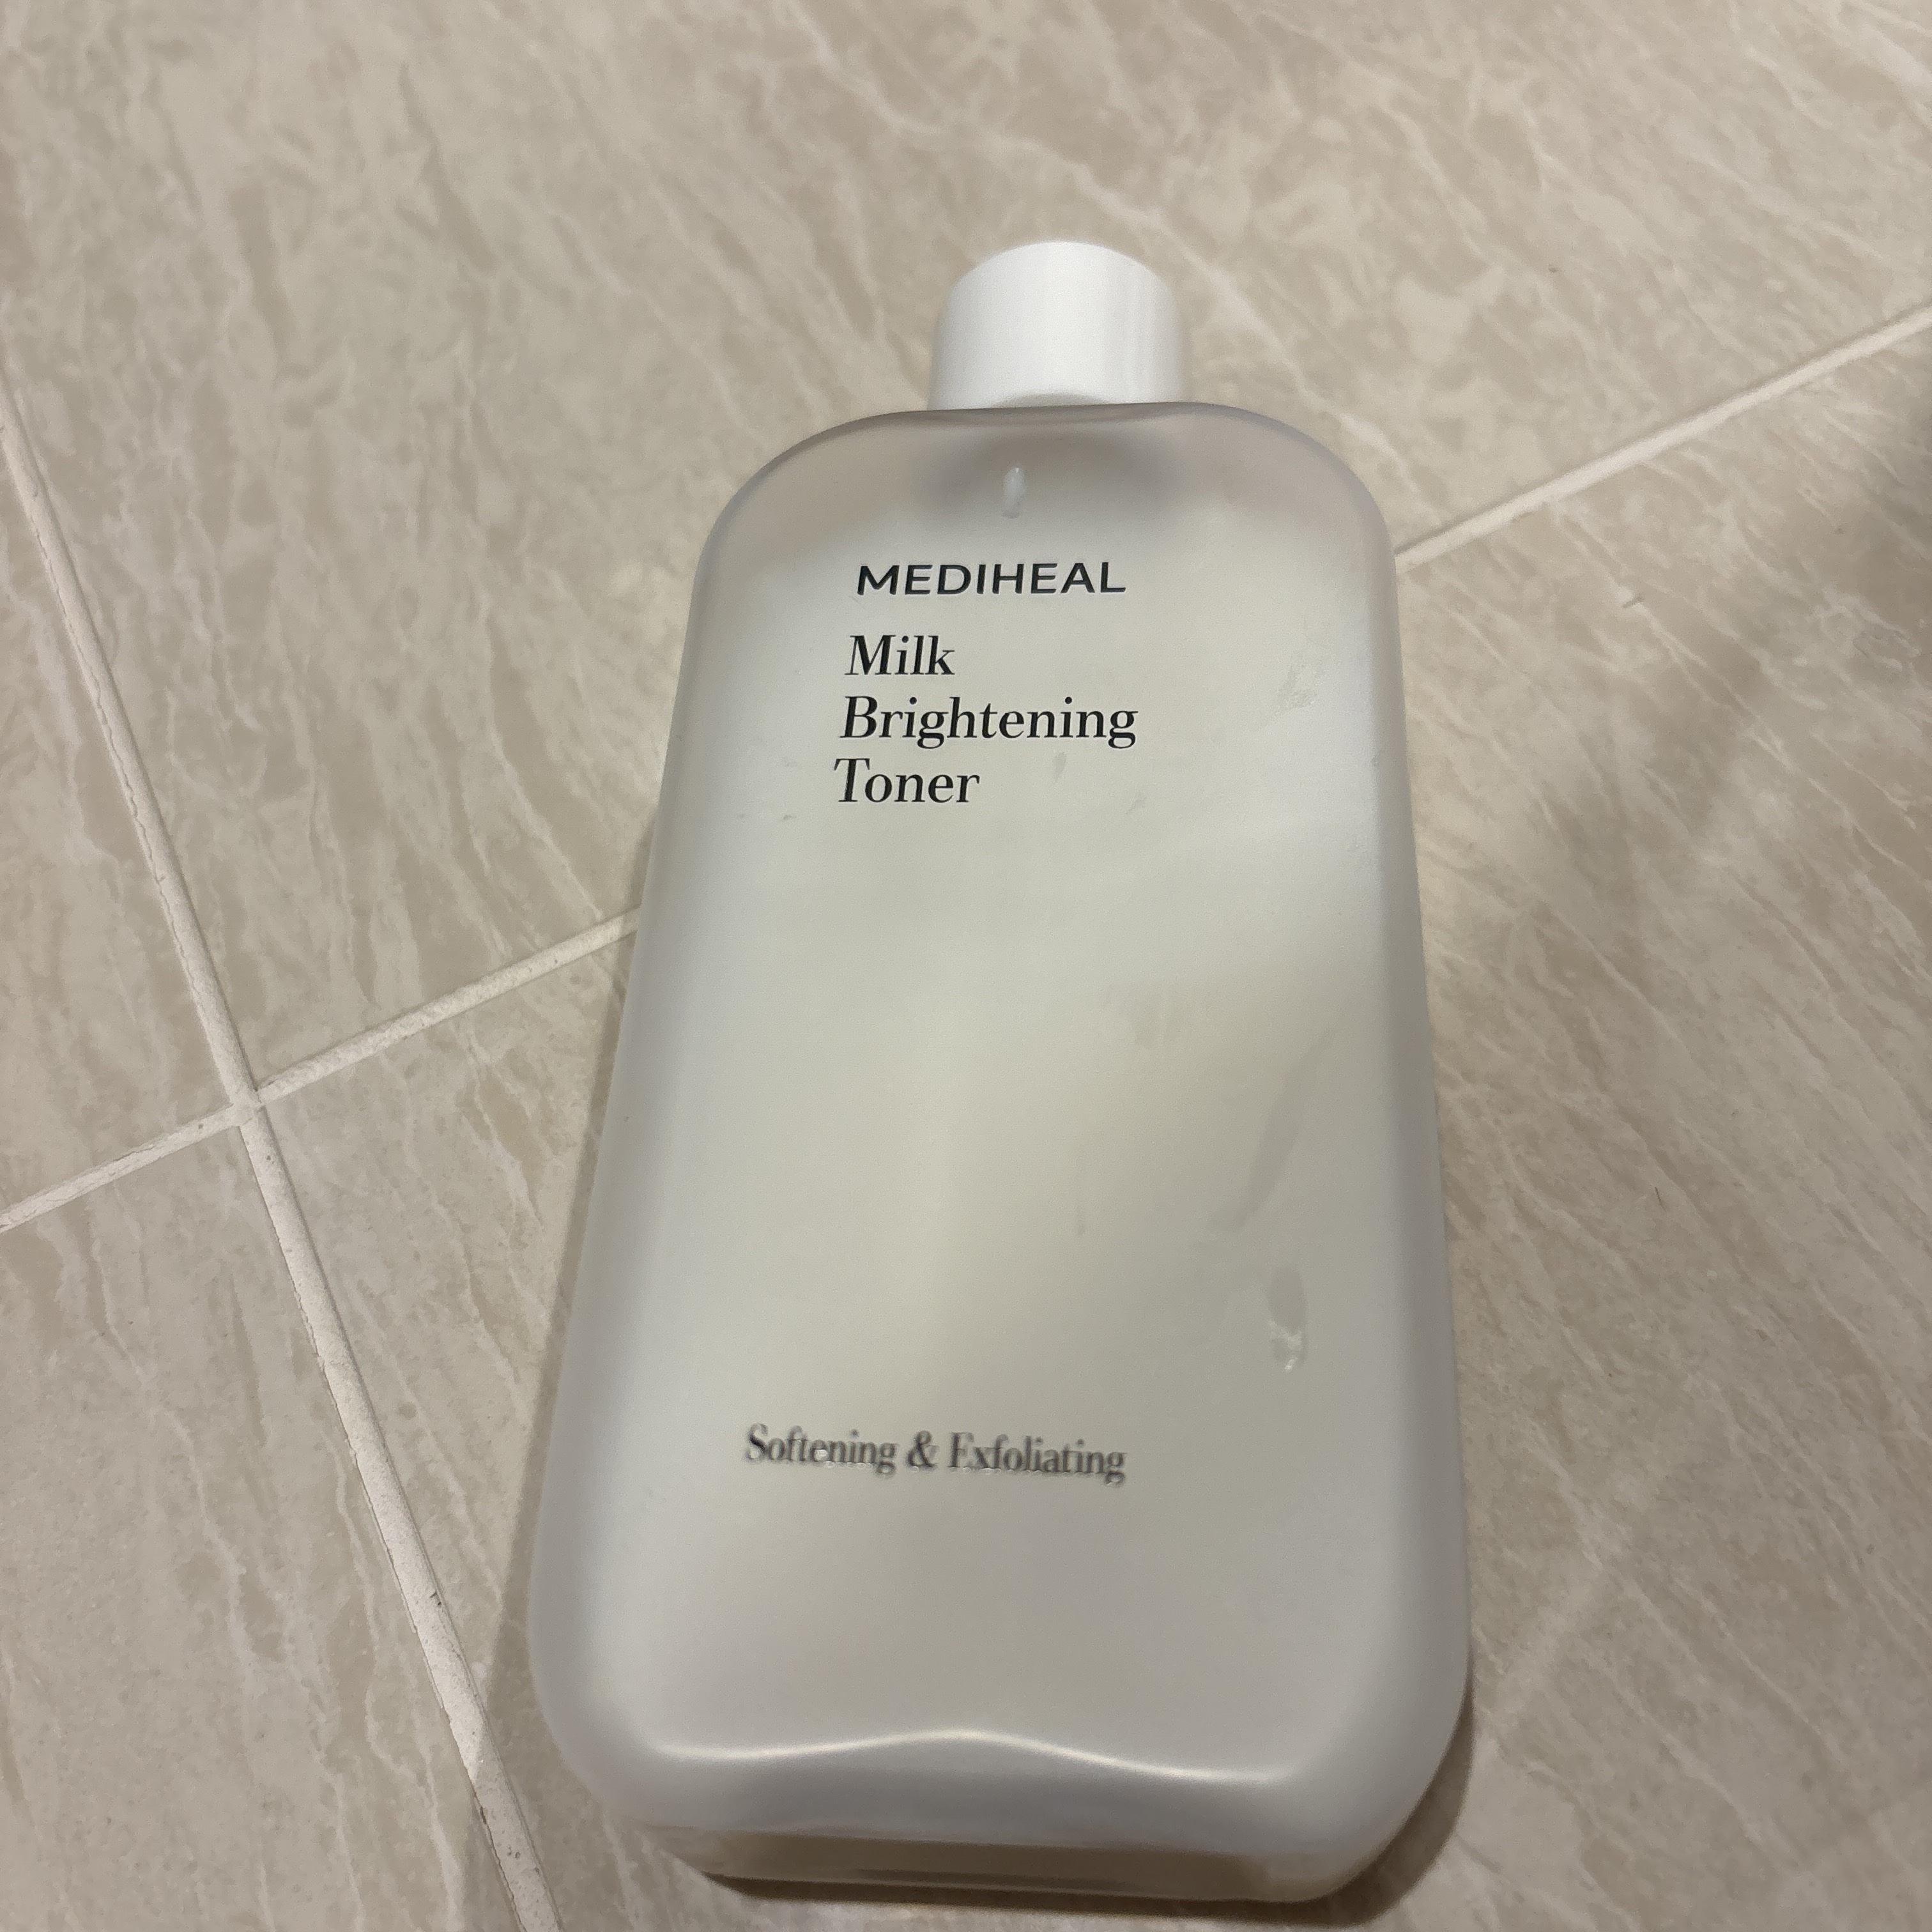 MEDIHEAL
Milk
Brightening
Toner
Softening & Exfoliating